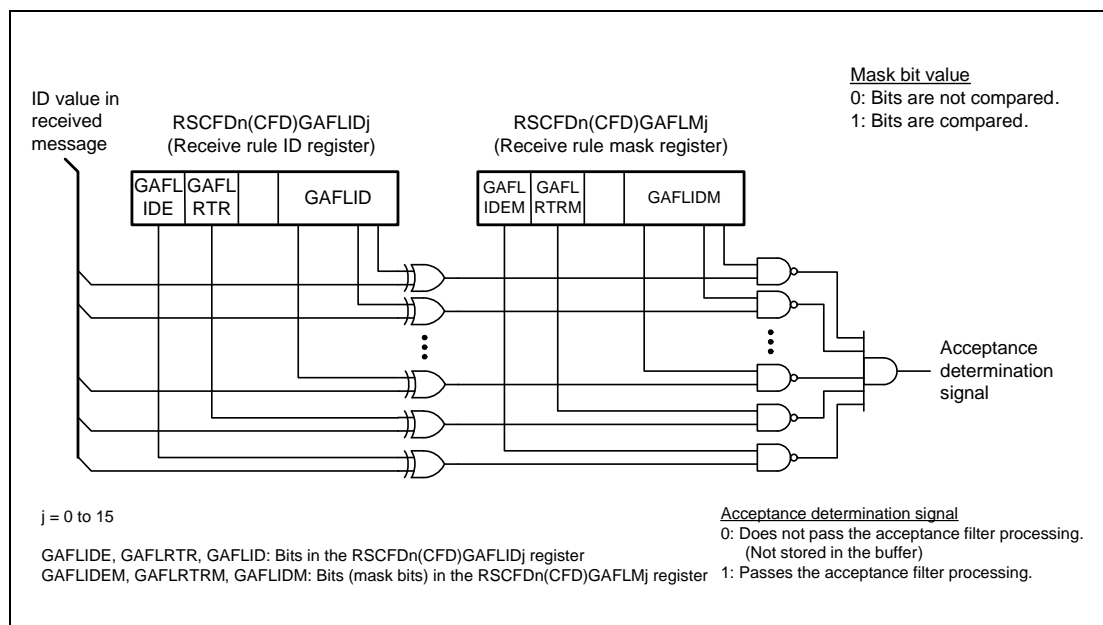 Mask bit value
0: Bits are not compared.
1: Bits are compared.
ID value in
received
message
RSCFDn(CFD)GAFLIDj
(Receive rule ID register)
RSCFDn(CFD)GAFLMj
(Receive rule mask register)
GAFL
IDE
GAFL
RTR
GAFLID
GAFL
IDEM
GAFL
RTRM
GAFLIDM
Acceptance
determination
signal
j = 0 to 15
GAFLIDE, GAFLRTR, GAFLID: Bits in the RSCFDn(CFD)GAFLIDj register
GAFLIDEM, GAFLRTRM, GAFLIDM: Bits (mask bits) in the RSCFDn(CFD)GAFLMj register
Acceptance determination signal
0: Does not pass the acceptance filter processing.
(Not stored in the buffer)
1: Passes the acceptance filter processing.